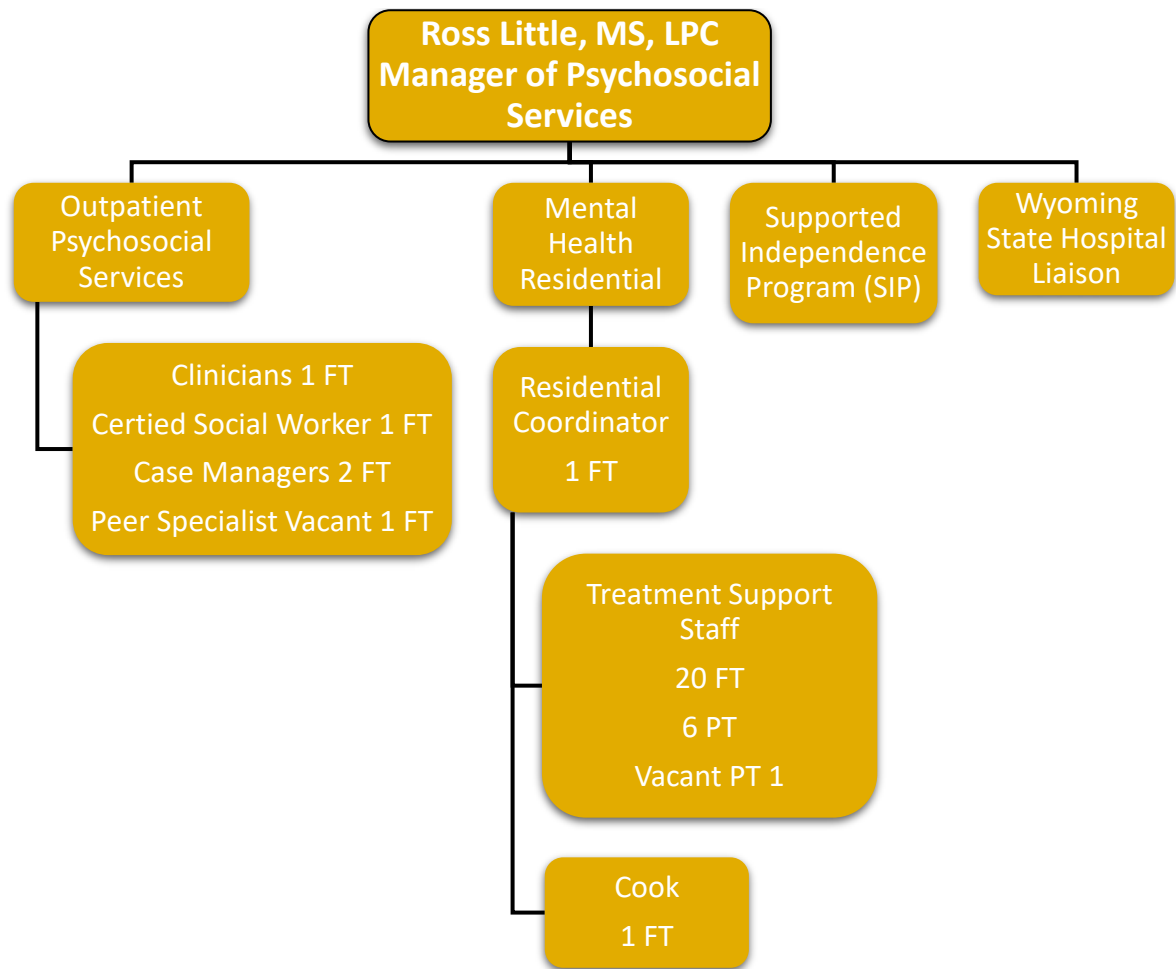 Ross Little, MS, LPC
Manager of Psychosocial
Services
Outpatient
Psychosocial
Services
Mental
Health
Residential
Supported
Independence
Program (SIP)
Wyoming
State Hospital
Liaison
Clinicians 1 FT
Certied Social Worker 1 FT
Case Managers 2 FT
Peer Specialist Vacant 1 FT
Residential
Coordinator
1 FT
Treatment Support
Staff
20 FT
6 PT
Vacant PT 1
Cook
1 FT